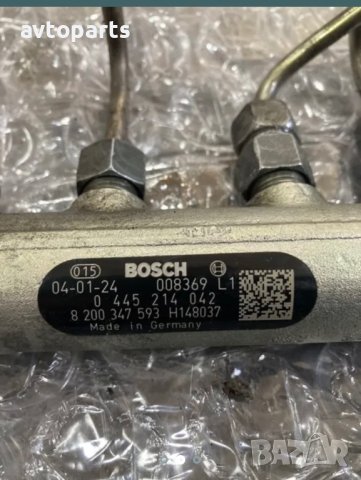 avtoparts
015 BOSCH
04-01-24 008369 L1
0 445 214 042
8 200 347 593 H148037
Made in Germany
BAZAR